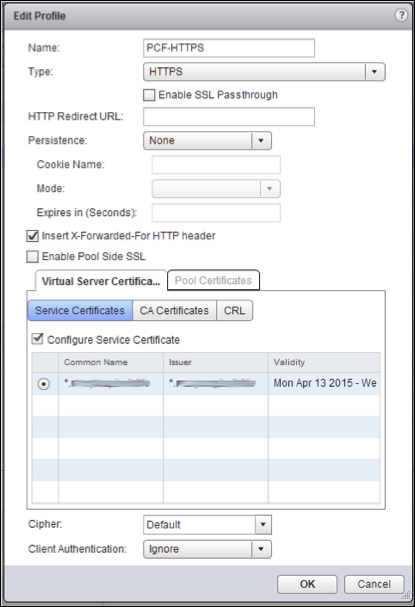 Edit Profile
?
Name: PCF-HTTPS
Type: HTTPS
Enable SSL Passthrough
HTTP Redirect URL:
Persistence: None
Cookie Name:
Mode:
Expires in (Seconds):
Insert X-Forwarded-For HTTP header
Enable Pool Side SSL
Virtual Server Certifica... Pool Certificates
Service Certificates CA Certificates CRL
Configure Service Certificate
Common Name Issuer Validity
*. *. Mon Apr 13 2015 - We
Cipher: Default
Client Authentication: Ignore
OK Cancel